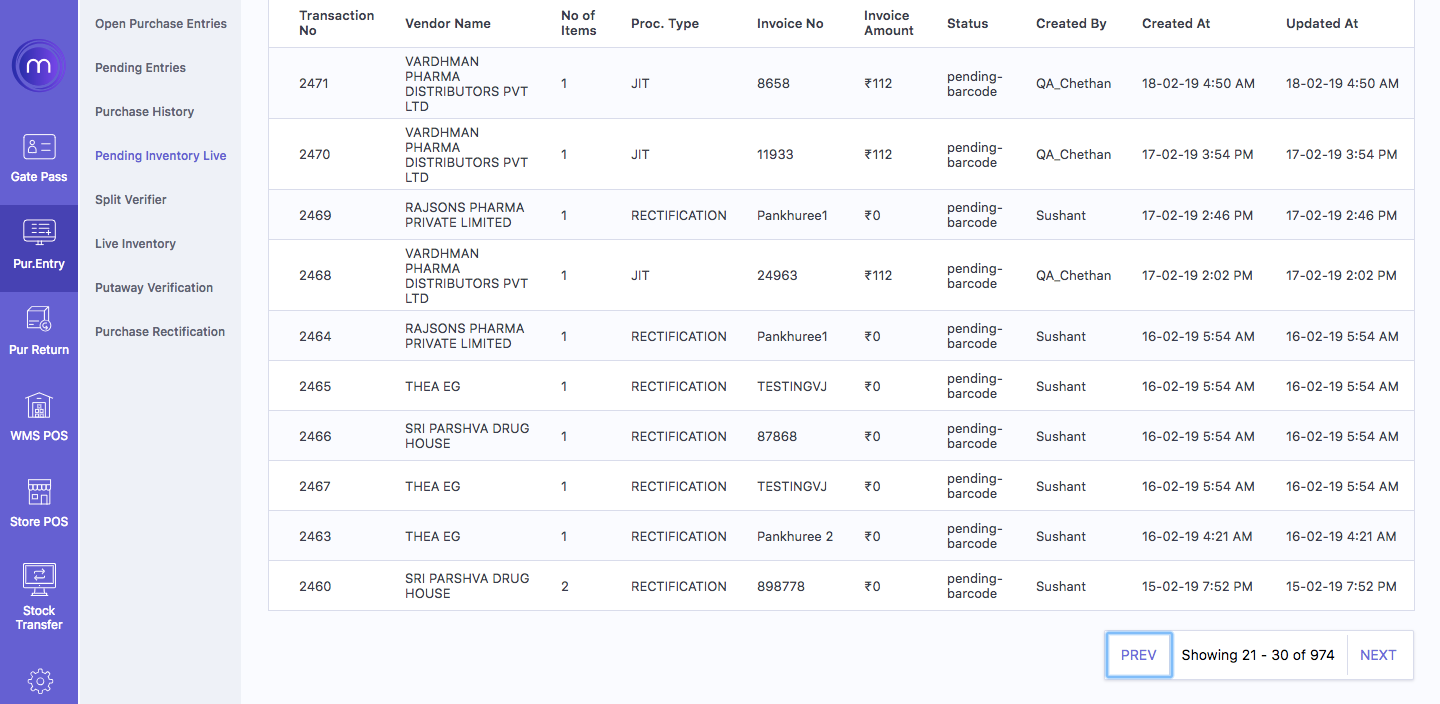 m
Gate Pass
Pur.Entry
Pur Return
WMS POS
Store POS
Stock
Transfer
Open Purchase Entries
Pending Entries
Purchase History
Pending Inventory Live
Split Verifier
Live Inventory
Putaway Verification
Purchase Rectification
Transaction No Vendor Name No of Items Proc. Type Invoice No Invoice Amount Status Created By Created At Updated At
2471 VARDHMAN PHARMA DISTRIBUTORS PVT LTD 1 JIT 8658 ₹112 pending-barcode QA_Chethan 18-02-19 4:50 AM 18-02-19 4:50 AM
2470 VARDHMAN PHARMA DISTRIBUTORS PVT LTD 1 JIT 11933 ₹112 pending-barcode QA_Chethan 17-02-19 3:54 PM 17-02-19 3:54 PM
2469 RAJSONS PHARMA PRIVATE LIMITED 1 RECTIFICATION Pankhuree1 ₹0 pending-barcode Sushant 17-02-19 2:46 PM 17-02-19 2:46 PM
2468 VARDHMAN PHARMA DISTRIBUTORS PVT LTD 1 JIT 24963 ₹112 pending-barcode QA_Chethan 17-02-19 2:02 PM 17-02-19 2:02 PM
2464 RAJSONS PHARMA PRIVATE LIMITED 1 RECTIFICATION Pankhuree1 ₹0 pending-barcode Sushant 16-02-19 5:54 AM 16-02-19 5:54 AM
2465 THEA EG 1 RECTIFICATION TESTINGVJ ₹0 pending-barcode Sushant 16-02-19 5:54 AM 16-02-19 5:54 AM
2466 SRI PARSHVA DRUG HOUSE 1 RECTIFICATION 87868 ₹0 pending-barcode Sushant 16-02-19 5:54 AM 16-02-19 5:54 AM
2467 THEA EG 1 RECTIFICATION TESTINGVJ ₹0 pending-barcode Sushant 16-02-19 5:54 AM 16-02-19 5:54 AM
2463 THEA EG 1 RECTIFICATION Pankhuree 2 ₹0 pending-barcode Sushant 16-02-19 4:21 AM 16-02-19 4:21 AM
2460 SRI PARSHVA DRUG HOUSE 2 RECTIFICATION 898778 ₹0 pending-barcode Sushant 15-02-19 7:52 PM 15-02-19 7:52 PM
PREV Showing 21 - 30 of 974 NEXT